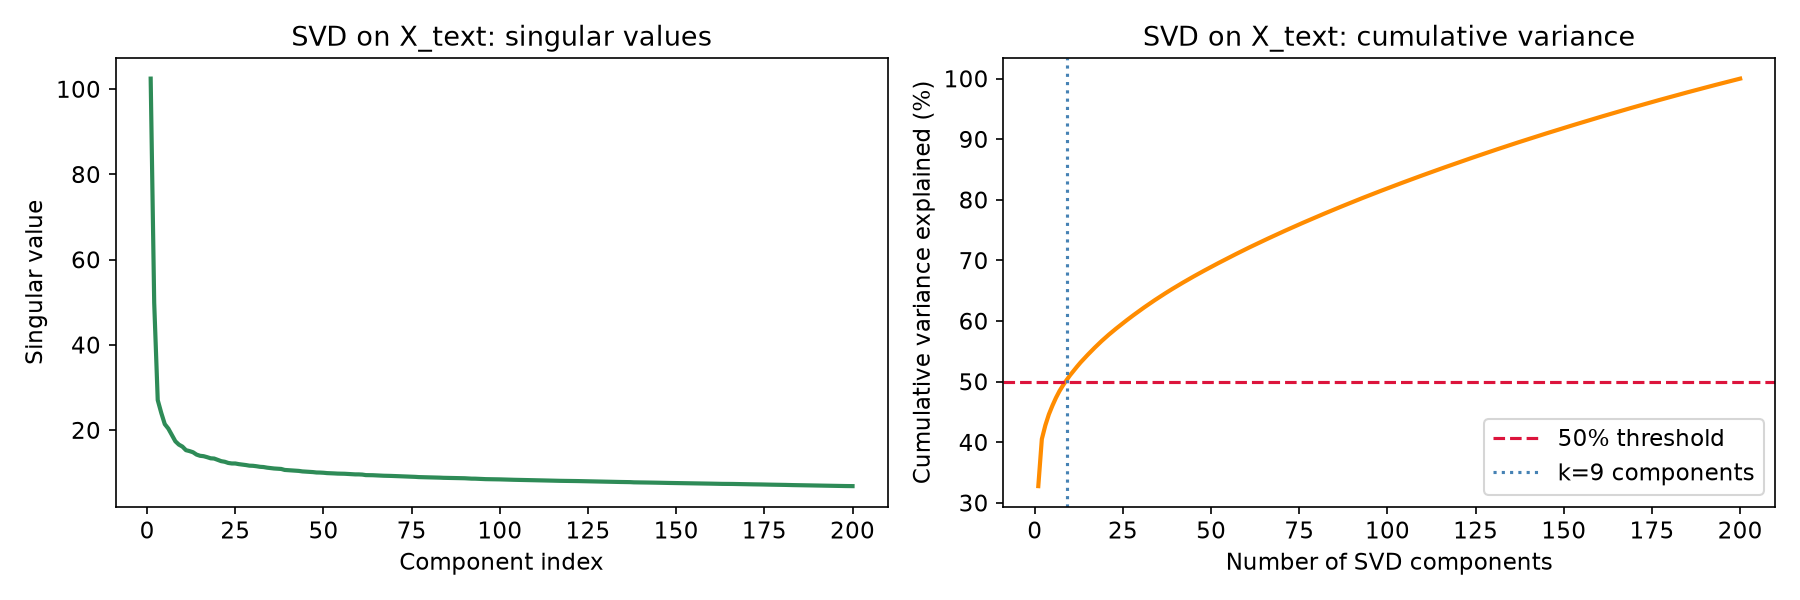 SVD on X_text: singular values
Singular value
100
80
60
40
20
0 25 50 75 100 125 150 175 200
Component index
SVD on X_text: cumulative variance
Cumulative variance explained (%)
100
90
80
70
60
50
40
30
50% threshold
k=9 components
0 25 50 75 100 125 150 175 200
Number of SVD components